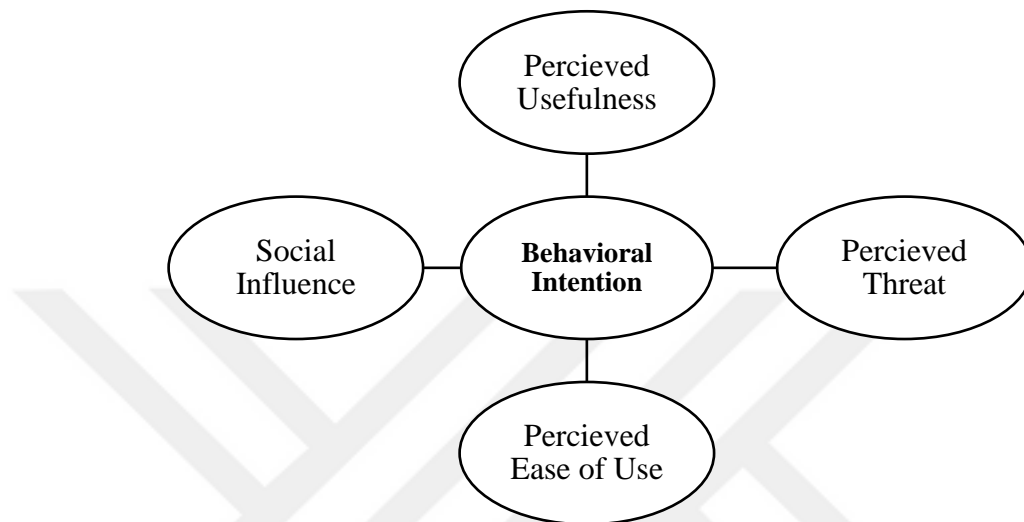 Percieved
Usefulness
Social
Influence
Behavioral
Intention
Percieved
Threat
Percieved
Ease of Use